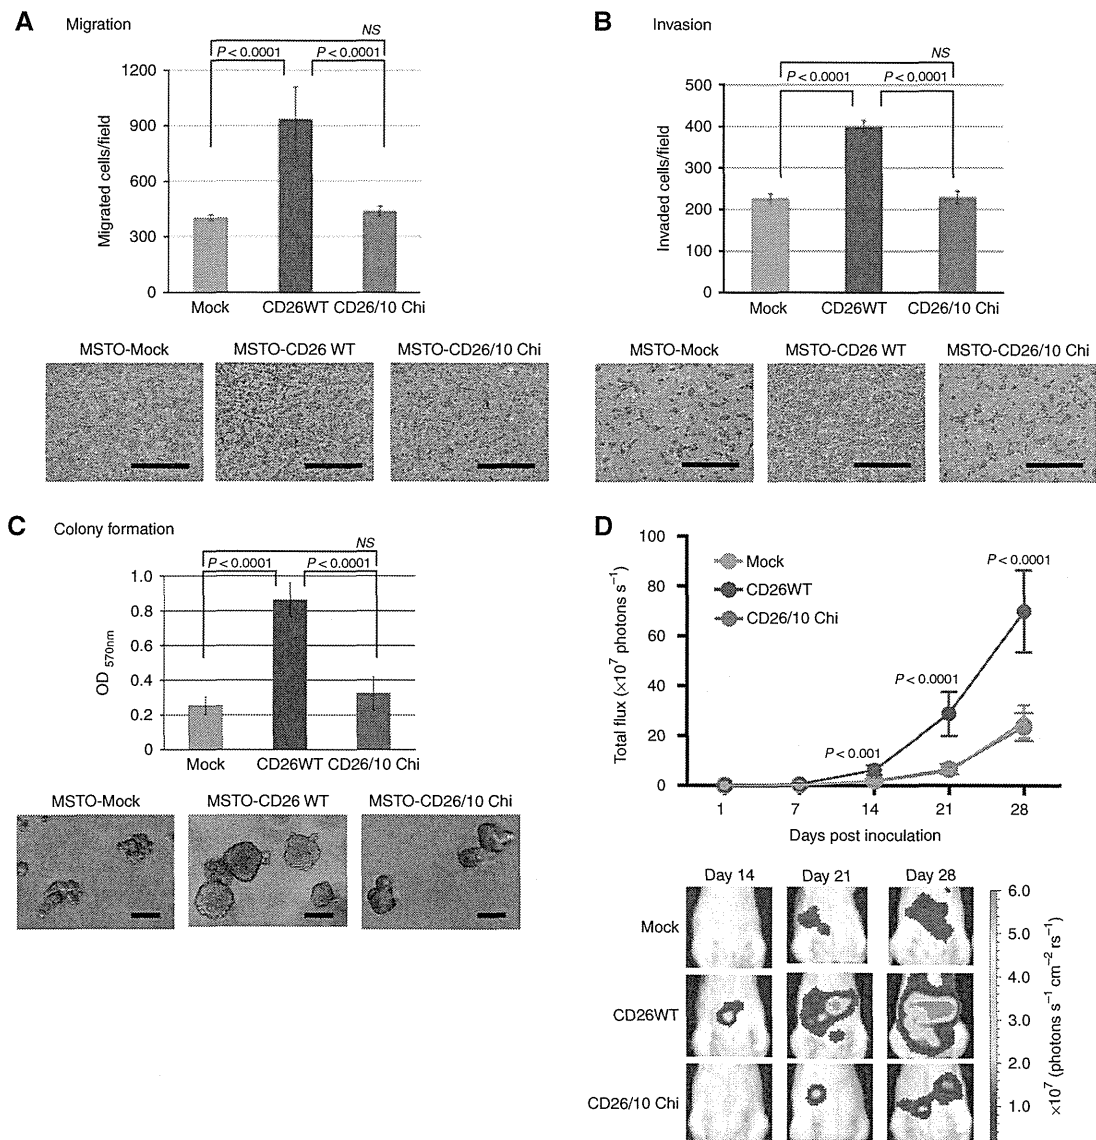 A Migration
NS
P < 0.0001 P < 0.0001
1200
900
600
300
0
Migrated cells/field
Mock CD26WT CD26/10 Chi
MSTO-Mock MSTO-CD26 WT MSTO-CD26/10 Chi
B Invasion
NS
P < 0.0001 P < 0.0001
500
400
300
200
100
0
Invaded cells/field
Mock CD26WT CD26/10 Chi
MSTO-Mock MSTO-CD26 WT MSTO-CD26/10 Chi
C Colony formation
NS
P < 0.0001 P < 0.0001
1.0
0.8
0.6
0.4
0.2
0
OD 570nm
Mock CD26WT CD26/10 Chi
MSTO-Mock MSTO-CD26 WT MSTO-CD26/10 Chi
D
100
80
60
40
20
0
Total flux (×10⁷ photons s⁻¹)
Mock
CD26WT
CD26/10 Chi
P < 0.001
P < 0.0001
P < 0.0001
1 7 14 21 28
Days post inoculation
Day 14 Day 21 Day 28
Mock
CD26WT
CD26/10 Chi
6.0
5.0
4.0
3.0
2.0
1.0
×10⁷ (photons s⁻¹ cm⁻² rs⁻¹)